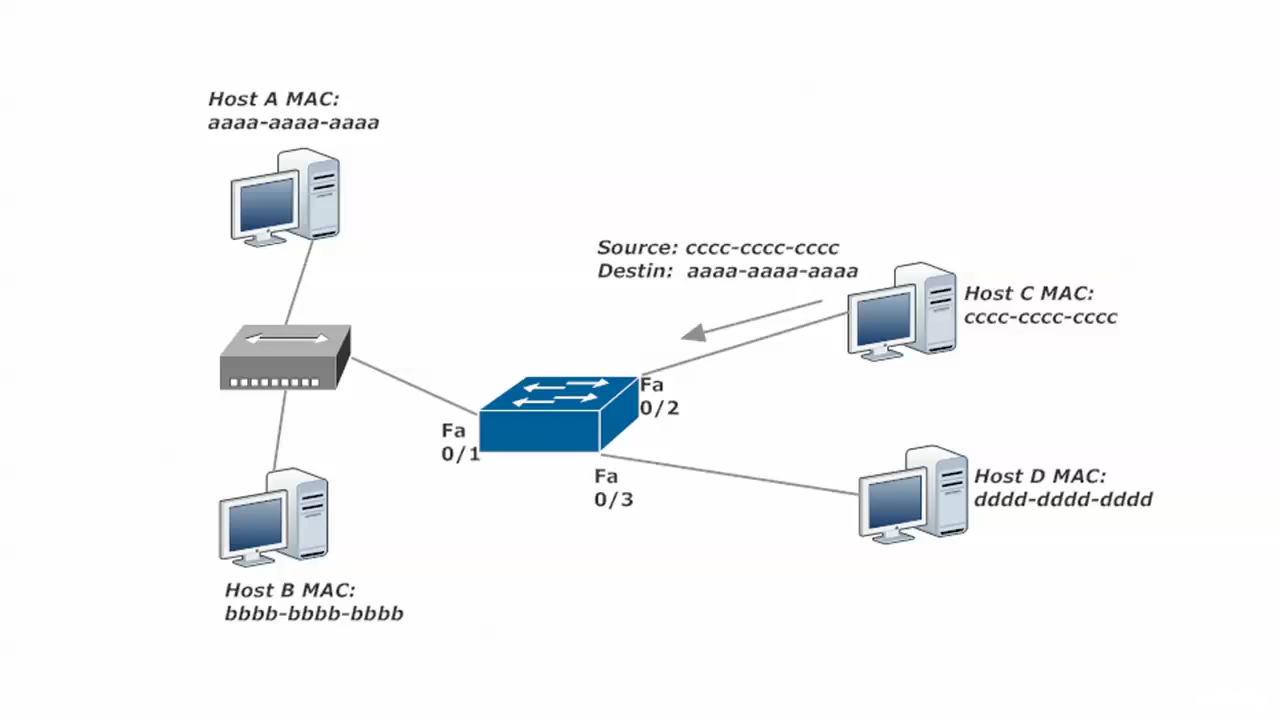 Host A MAC:
aaaa-aaaa-aaaa
Source: cccc-cccc-cccc
Destin: aaaa-aaaa-aaaa
Host C MAC:
cccc-cccc-cccc
Fa
0/2
Fa
0/1
Fa
0/3
Host D MAC:
dddd-dddd-dddd
Host B MAC:
bbbb-bbbb-bbbb